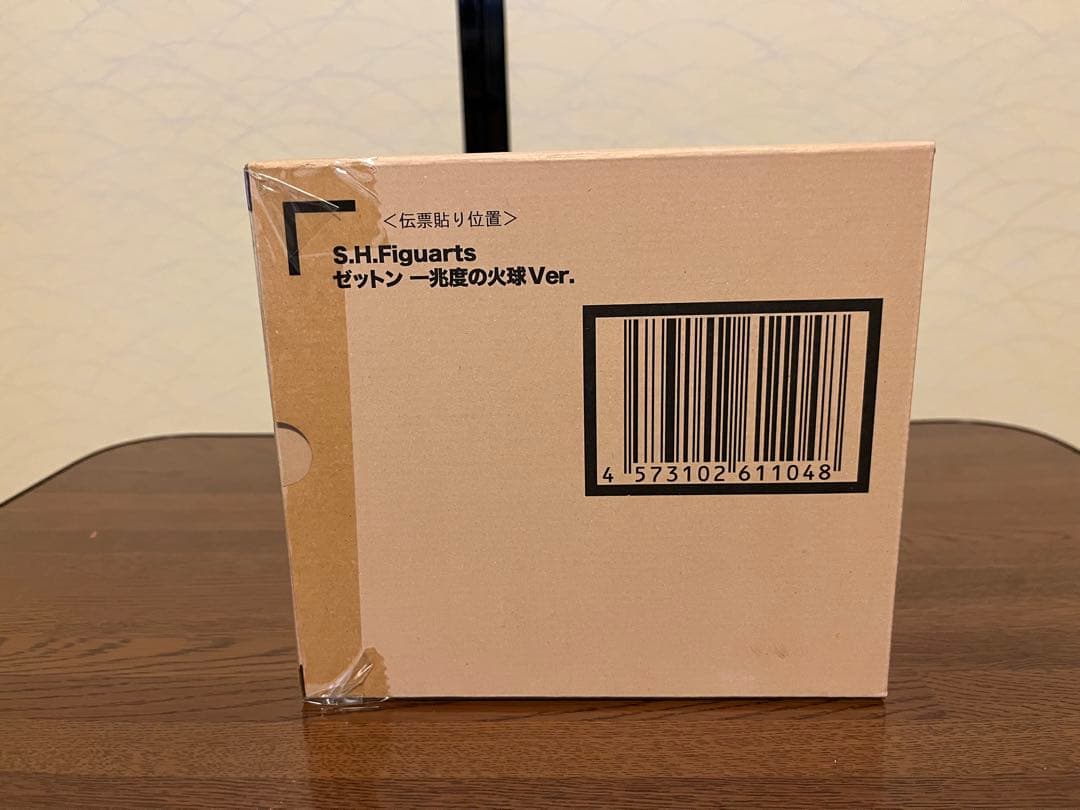 ＜伝票貼り位置＞
S.H.Figuarts
ゼットン 一兆度の火球Ver.
4 573102 611048